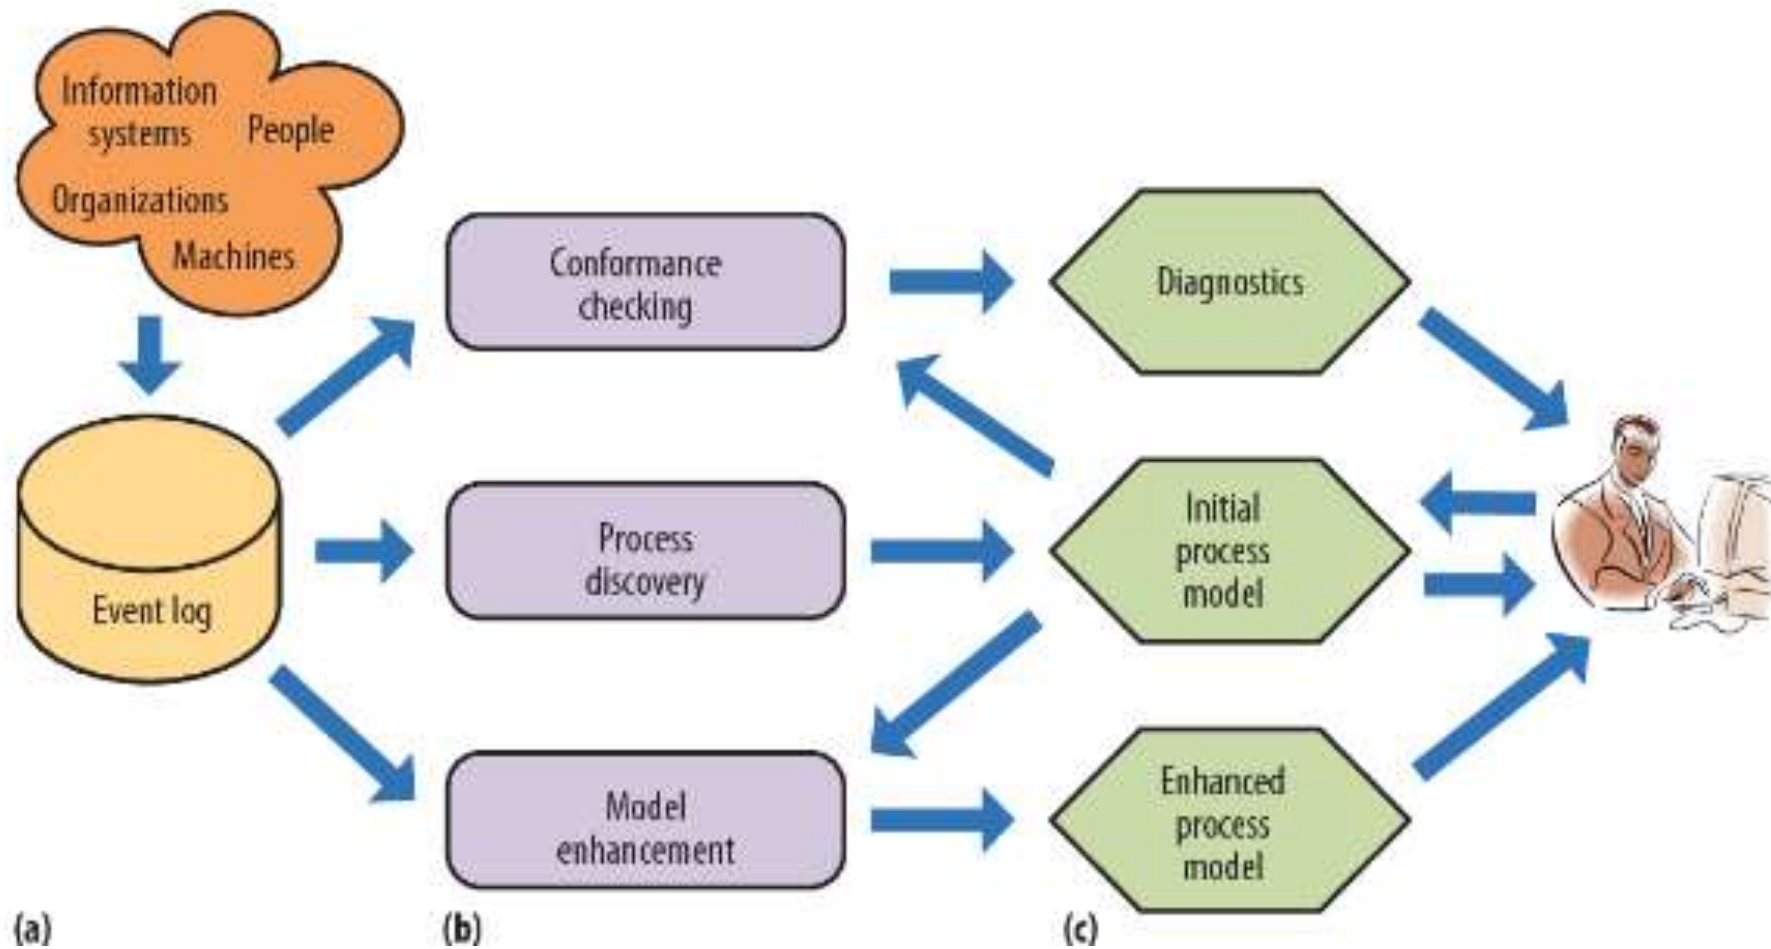 Information
systems
People
Organizations
Machines
Event log
Conformance
checking
Process
discovery
Model
enhancement
Diagnostics
Initial
process
model
Enhanced
process
model
(a)
(b)
(c)